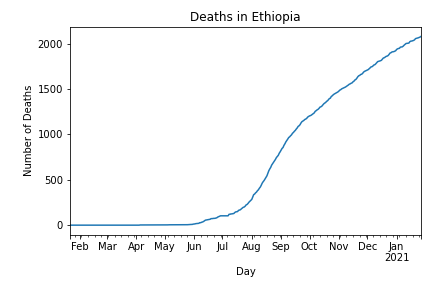 Deaths in Ethiopia
Number of Deaths
2000
1500
1000
500
0
Feb Mar Apr May Jun Jul Aug Sep Oct Nov Dec Jan
2021
Day